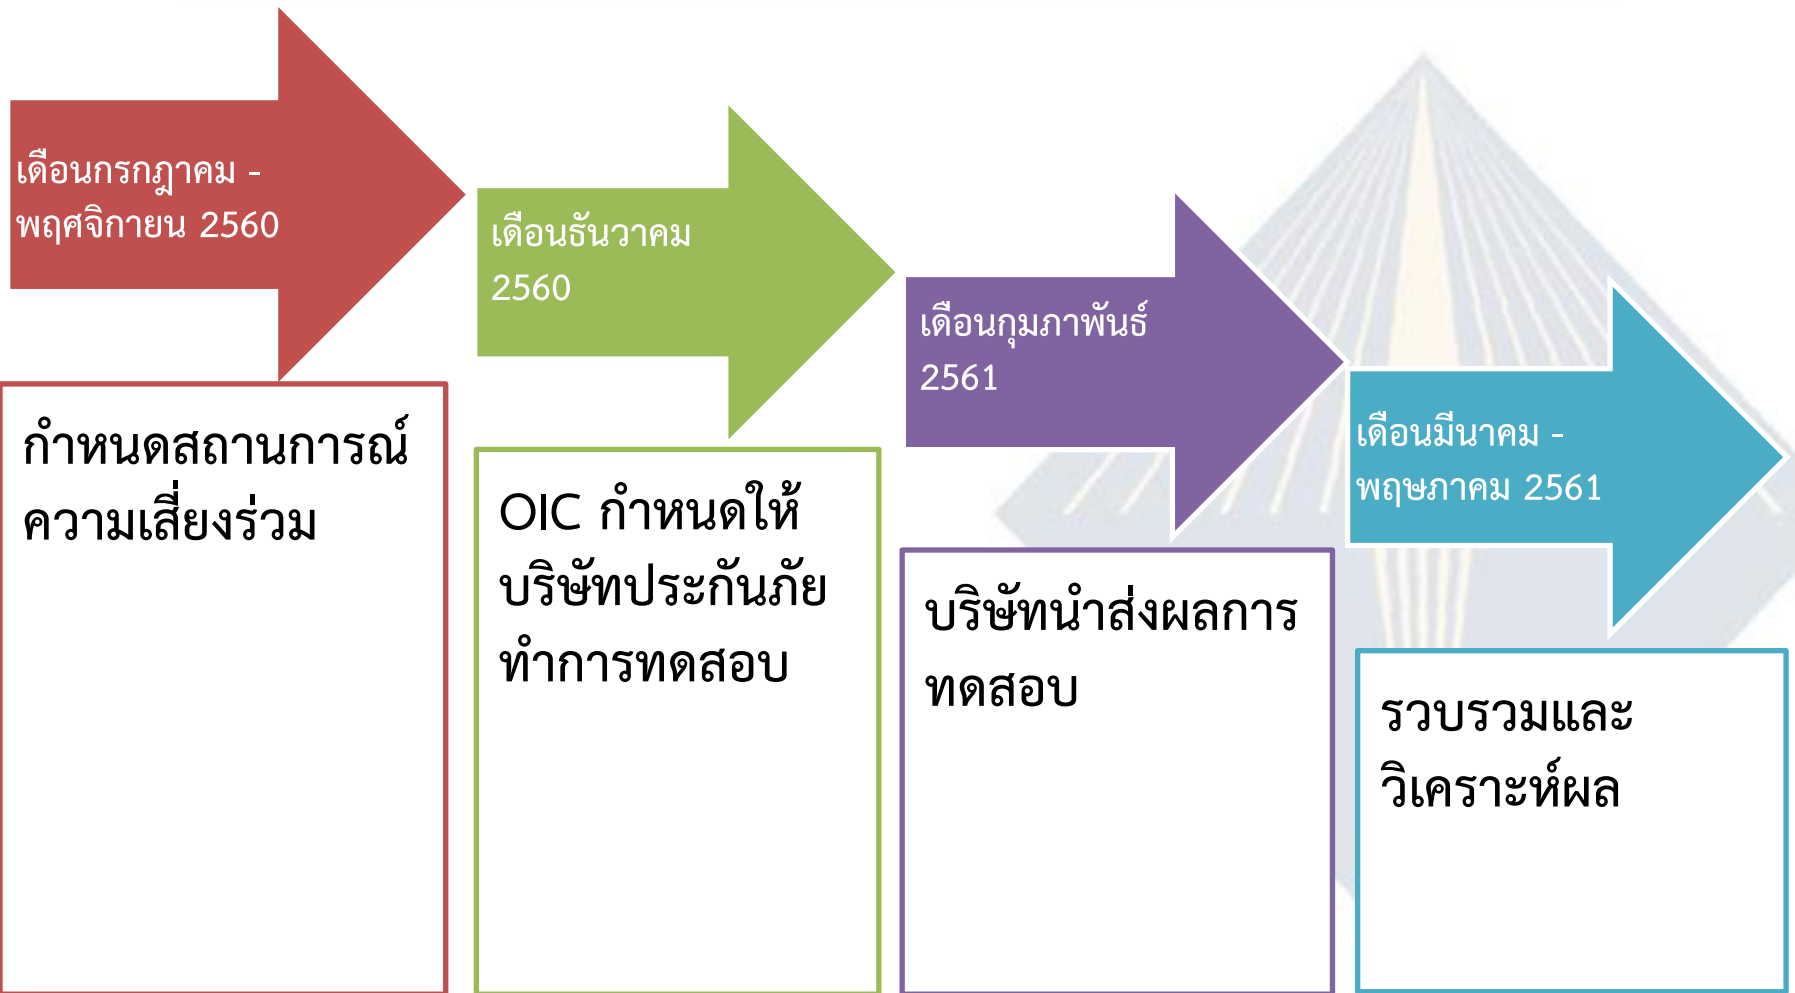 เดือนกรกฎาคม -
พฤศจิกายน 2560
กำหนดสถานการณ์
ความเสี่ยงร่วม
เดือนธันวาคม
2560
OIC กำหนดให้
บริษัทประกันภัย
ทำการทดสอบ
เดือนกุมภาพันธ์
2561
บริษัทนำส่งผลการ
ทดสอบ
เดือนมีนาคม -
พฤษภาคม 2561
รวบรวมและ
วิเคราะห์ผล